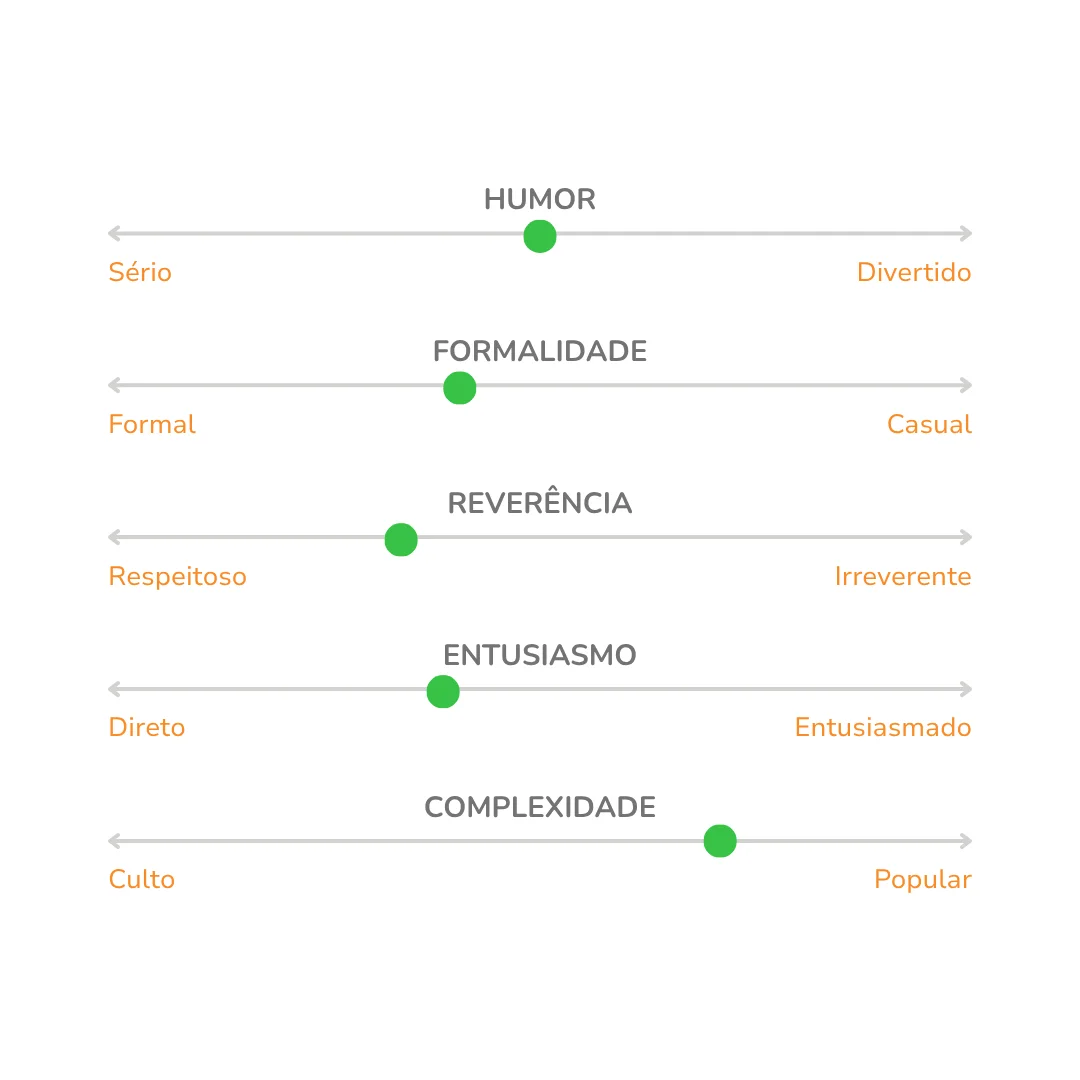 HUMOR
Sério Divertido
FORMALIDADE
Formal Casual
REVERÊNCIA
Respeitoso Irreverente
ENTUSIASMO
Direto Entusiasmado
COMPLEXIDADE
Culto Popular